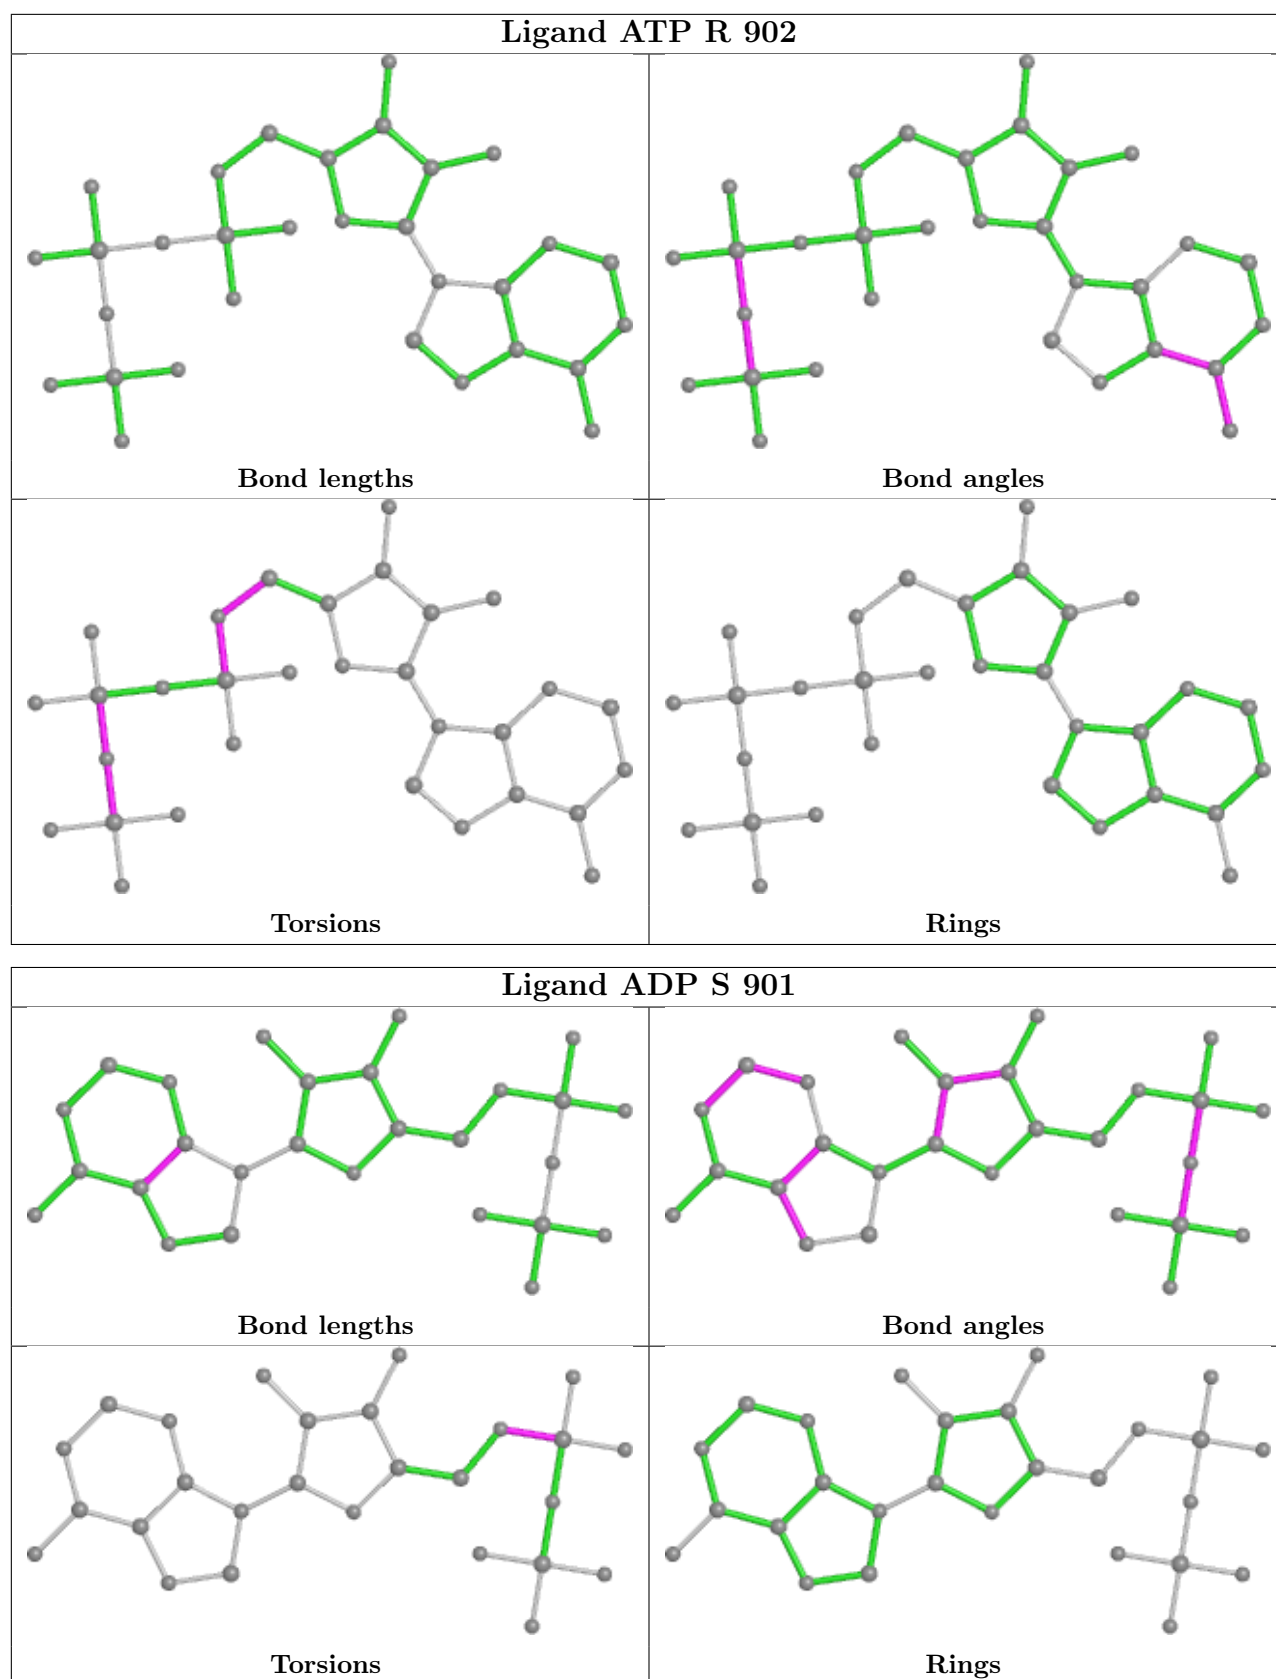 Ligand ATP R 902
Bond lengths
Bond angles
Torsions
Rings
Ligand ADP S 901
Bond lengths
Bond angles
Torsions
Rings